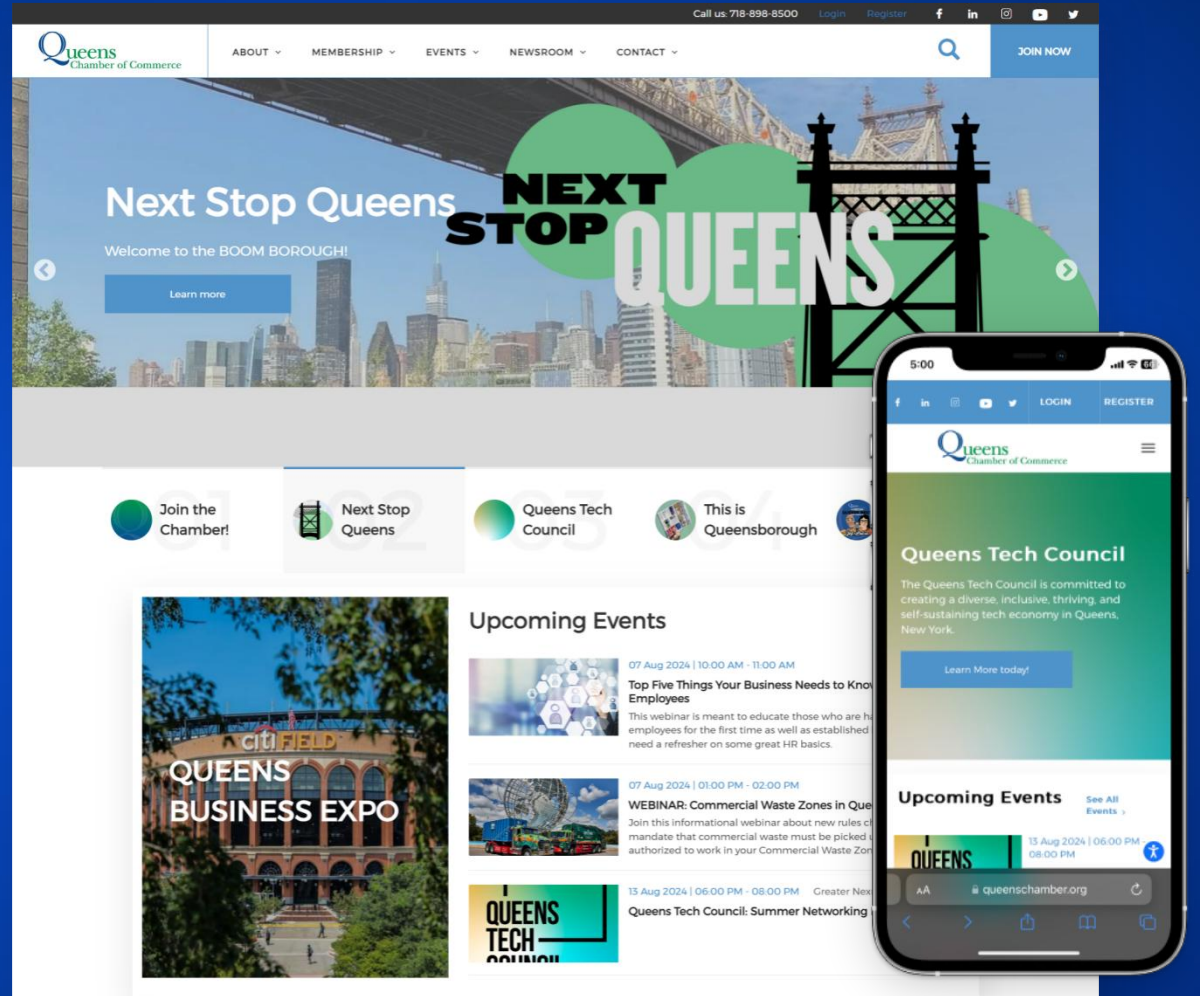 Call us: 718-898-8500 Login Register
Queens
Chamber of Commerce
ABOUT MEMBERSHIP EVENTS NEWSROOM CONTACT
JOIN NOW
Next Stop Queens
Welcome to the BOOM BOROUGH!
Learn more
NEXT
STOP
QUEENS
01
Join the
Chamber!
02
Next Stop
Queens
03
Queens Tech
Council
04
This is
Queensborough
CITI FIELD
QUEENS
BUSINESS EXPO
Upcoming Events
07 Aug 2024 | 10:00 AM - 11:00 AM
Top Five Things Your Business Needs to Know
Employees
This webinar is meant to educate those who are
employees for the first time as well as established
need a refresher on some great HR basics.
07 Aug 2024 | 01:00 PM - 02:00 PM
WEBINAR: Commercial Waste Zones in
Join this informational webinar about new rules
mandate that commercial waste must be picked
authorized to work in your Commercial Waste
13 Aug 2024 | 06:00 PM - 08:00 PM Greater
Queens Tech Council: Summer Networking
QUEENS
TECH
COUNCIL
5:00
LOGIN REGISTER
Queens
Chamber of Commerce
Queens Tech Council
The Queens Tech Council is committed to
creating a diverse, inclusive, thriving, and
self-sustaining tech economy in Queens,
New York.
Learn More today!
Upcoming Events
See All
Events
13 Aug 2024 | 06:00 PM -
08:00 PM
QUEENS
AA queenschamber.org